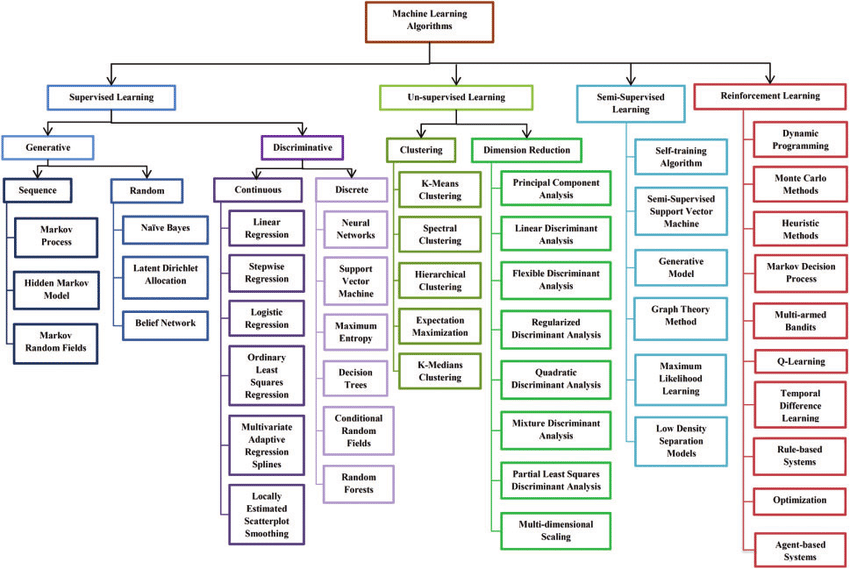 Machine Learning
Algorithms
Supervised Learning
Un-supervised Learning
Semi-Supervised
Learning
Reinforcement Learning
Generative
Discriminative
Clustering
Dimension Reduction
Sequence
Random
Continuous
Discrete
Markov
Process
Hidden Markov
Model
Markov
Random Fields
Naïve Bayes
Latent Dirichlet
Allocation
Belief Network
Linear
Regression
Stepwise
Regression
Logistic
Regression
Ordinary
Least
Squares
Regression
Multivariate
Adaptive
Regression
Splines
Locally
Estimated
Scatterplot
Smoothing
Neural
Networks
Support
Vector
Machine
Maximum
Entropy
Decision
Trees
Conditional
Random
Fields
Random
Forests
K-Means
Clustering
Spectral
Clustering
Hierarchical
Clustering
Expectation
Maximization
K-Medians
Clustering
Principal Component
Analysis
Linear Discriminant
Analysis
Flexible Discriminant
Analysis
Regularized
Discriminant Analysis
Quadratic
Discriminant Analysis
Mixture Discriminant
Analysis
Partial Least Squares
Discriminant Analysis
Multi-dimensional
Scaling
Self-training
Algorithm
Semi-Supervised
Support Vector
Machine
Generative
Model
Graph Theory
Method
Maximum
Likelihood
Learning
Low Density
Separation
Models
Dynamic
Programming
Monte Carlo
Methods
Heuristic
Methods
Markov Decision
Process
Multi-armed
Bandits
Q-Learning
Temporal
Difference
Learning
Rule-based
Systems
Optimization
Agent-based
Systems